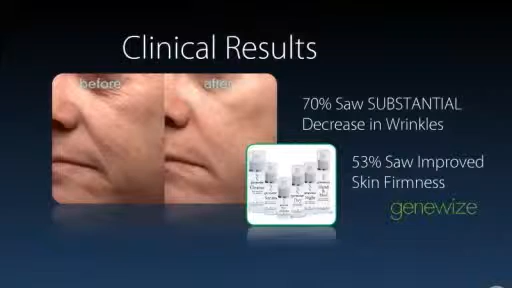 Clinical Results
before
after
70% Saw SUBSTANTIAL
Decrease in Wrinkles
53% Saw Improved
Skin Firmness
genewize